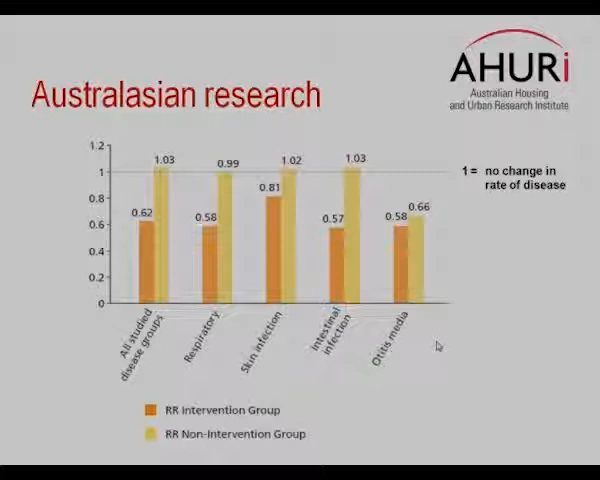 AHURi
Australian Housing
and Urban Research Institute
Australasian research
1 = no change in
rate of disease
1.2
1
0.8
0.6
0.4
0.2
0
0.62
1.03
0.58
0.99
0.81
1.02
0.57
1.03
0.58
0.66
All studied
disease groups
Respiratory
Skin infection
Intestinal
infection
Otitis media
RR Intervention Group
RR Non-Intervention Group